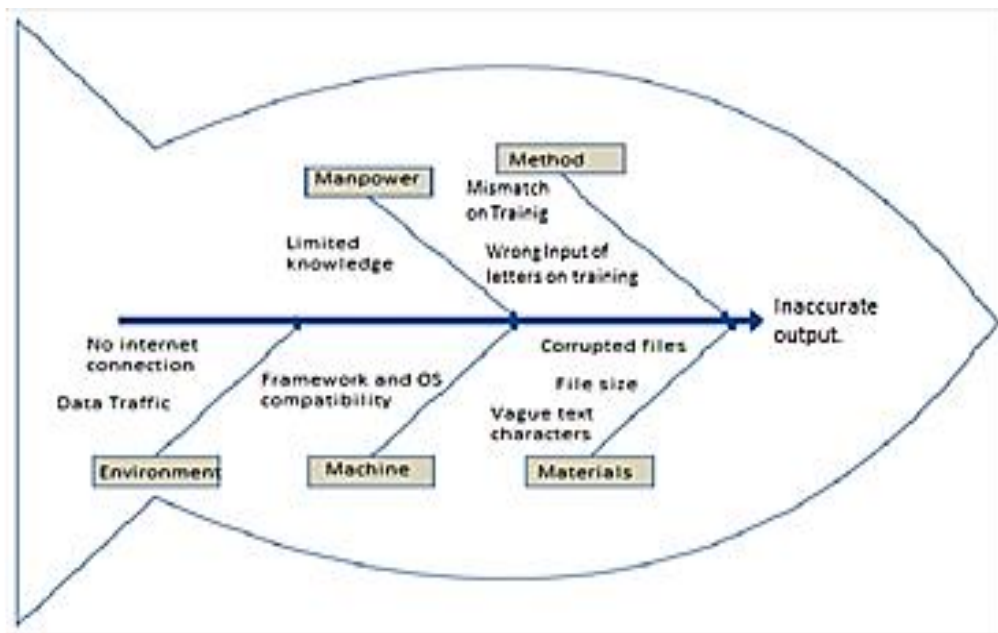 Method
Manpower
Mismatch
on Trainig
Limited
knowledge
Wrong Input of
letters on training
Inaccurate
output.
No internet
connection
Corrupted files
Framework and OS
compatibility
File size
Data Traffic
Vague text
characters
Environment
Machine
Materials